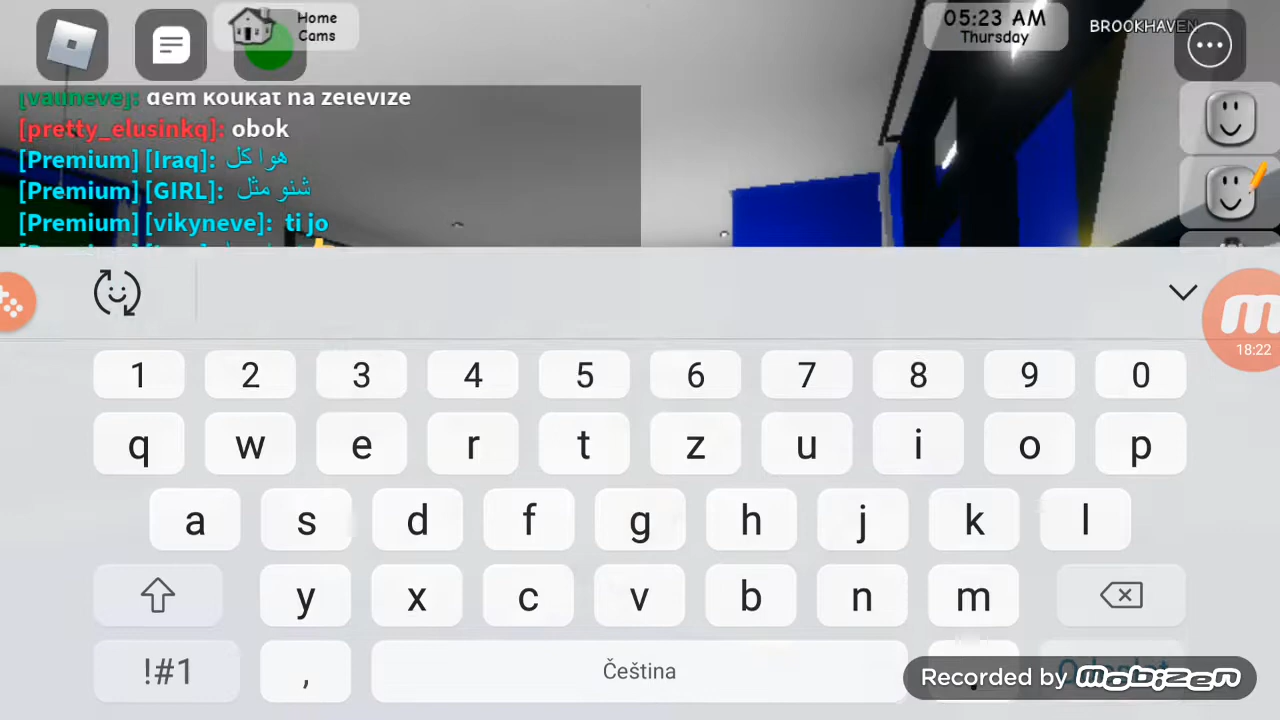 Home
Cams
05:23 AM
Thursday
BROOKHAVEN
[vauneve]: dem koukat na zelevize
[pretty_elusinkq]: obok
[Premium] [Iraq]: هوا كل
[Premium] [GIRL]: شنو مثل
[Premium] [vikyneve]: ti jo
18:22
1 2 3 4 5 6 7 8 9 0
q w e r t z u i o p
a s d f g h j k l
y x c v b n m
!#1 , Čeština
Recorded by mobizen